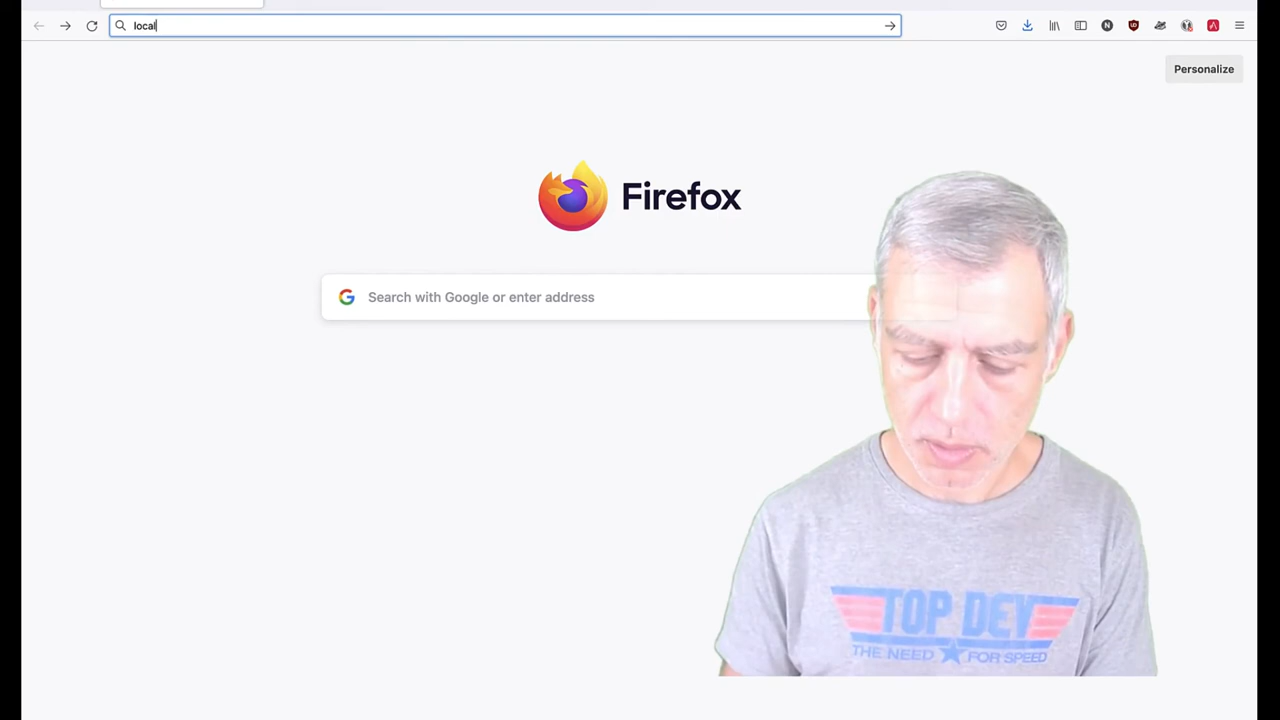 local
Personalize
Firefox
Search with Google or enter address
TOP DEV
THE NEED FOR SPEED